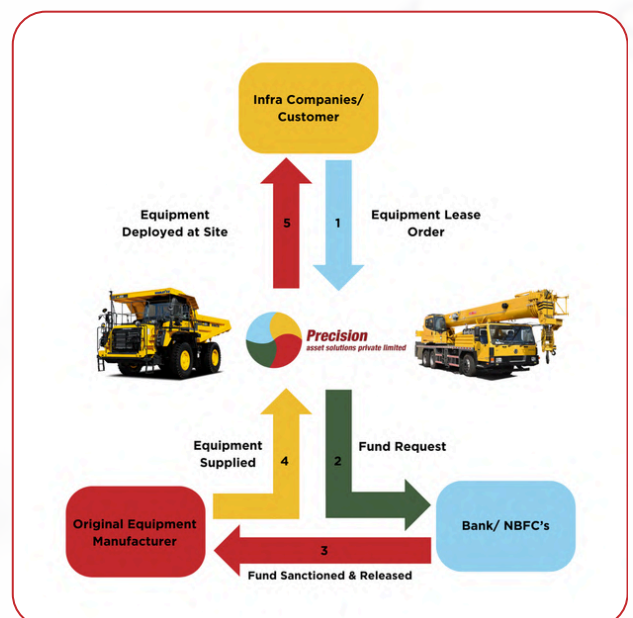 Infra Companies/
Customer
Equipment
Deployed at Site
5
1
Equipment Lease
Order
Precision
asset solutions private limited
Equipment
Supplied
4
2
Fund Request
Original Equipment
Manufacturer
3
Bank/ NBFC's
Fund Sanctioned & Released